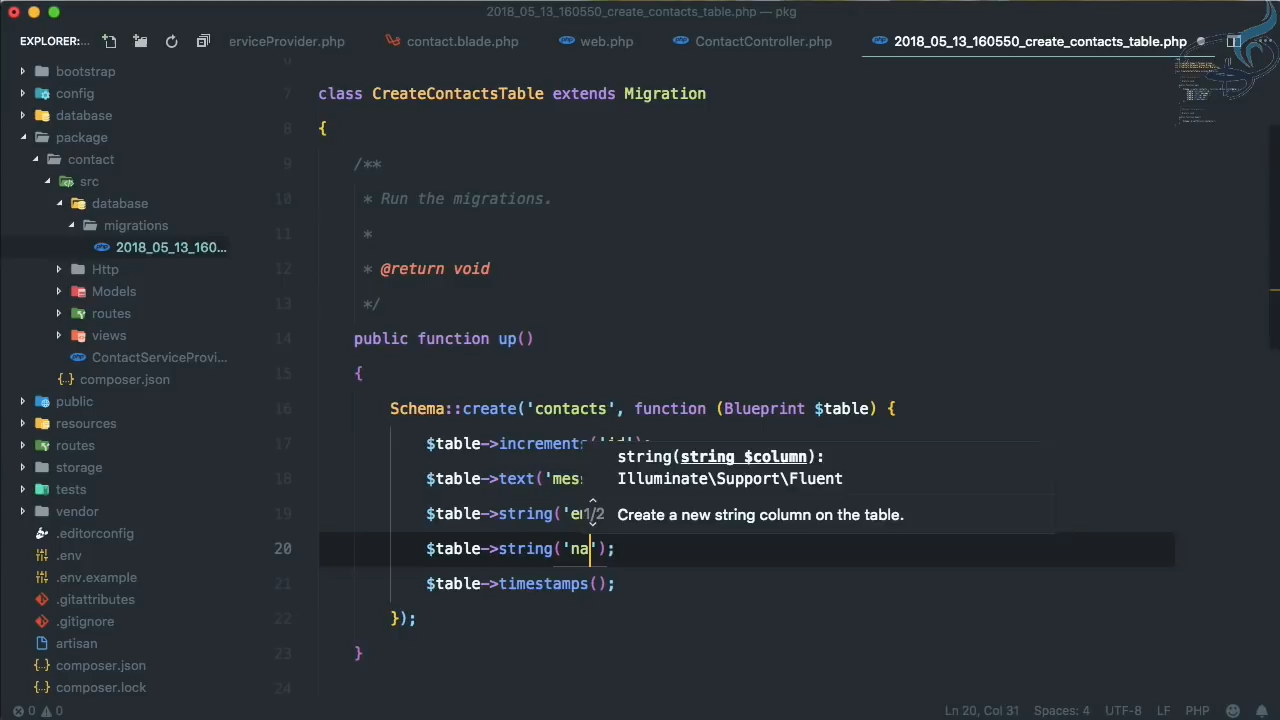 2018_05_13_160550_create_contacts_table.php — pkg
EXPLORER:...
erviceProvider.php
contact.blade.php
web.php
ContactController.php
2018_05_13_160550_create_contacts_table.php
bootstrap
config
database
package
contact
src
database
migrations
2018_05_13_160...
Http
Models
routes
views
ContactServiceProvi...
composer.json
public
resources
routes
storage
tests
vendor
.editorconfig
.env
.env.example
.gitattributes
.gitignore
artisan
composer.json
composer.lock
7 class CreateContactsTable extends Migration
8 {
9 /**
10 * Run the migrations.
11 *
12 * @return void
13 */
14 public function up()
15 {
16 Schema::create('contacts', function (Blueprint $table) {
17 $table->increments('id');
18 $table->text('mess
19 $table->string('e
20 $table->string('na');
21 $table->timestamps();
22 });
23 }
24
string(string $column):
Illuminate\Support\Fluent
1/2 Create a new string column on the table.
0 0
Ln 20, Col 31 Spaces: 4 UTF-8 LF PHP